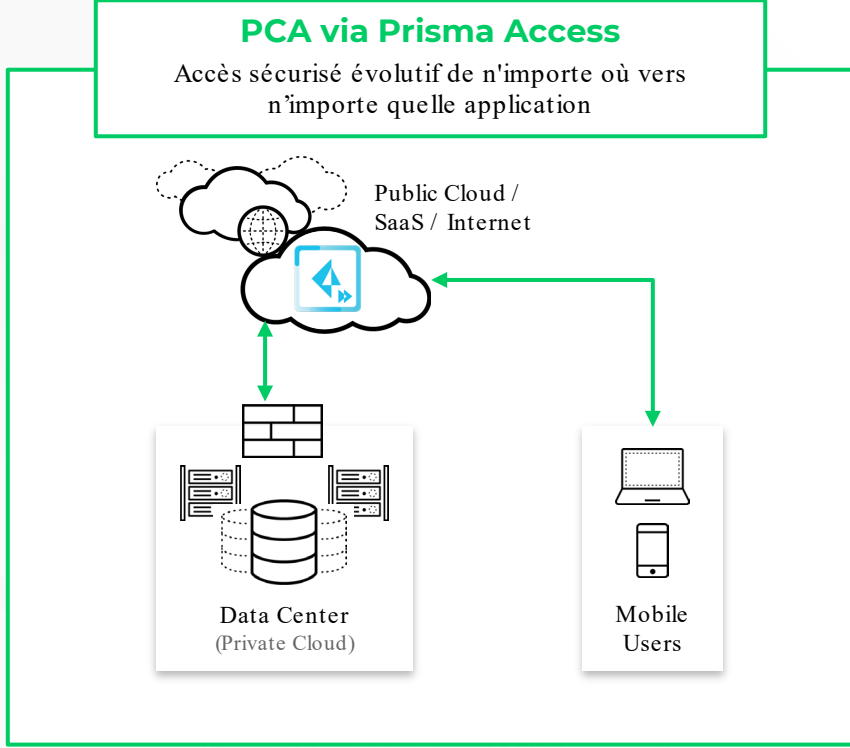 PCA via Prisma Access
Accès sécurisé évolutif de n'importe où vers
n’importe quelle application
Public Cloud /
SaaS / Internet
Data Center
(Private Cloud)
Mobile
Users